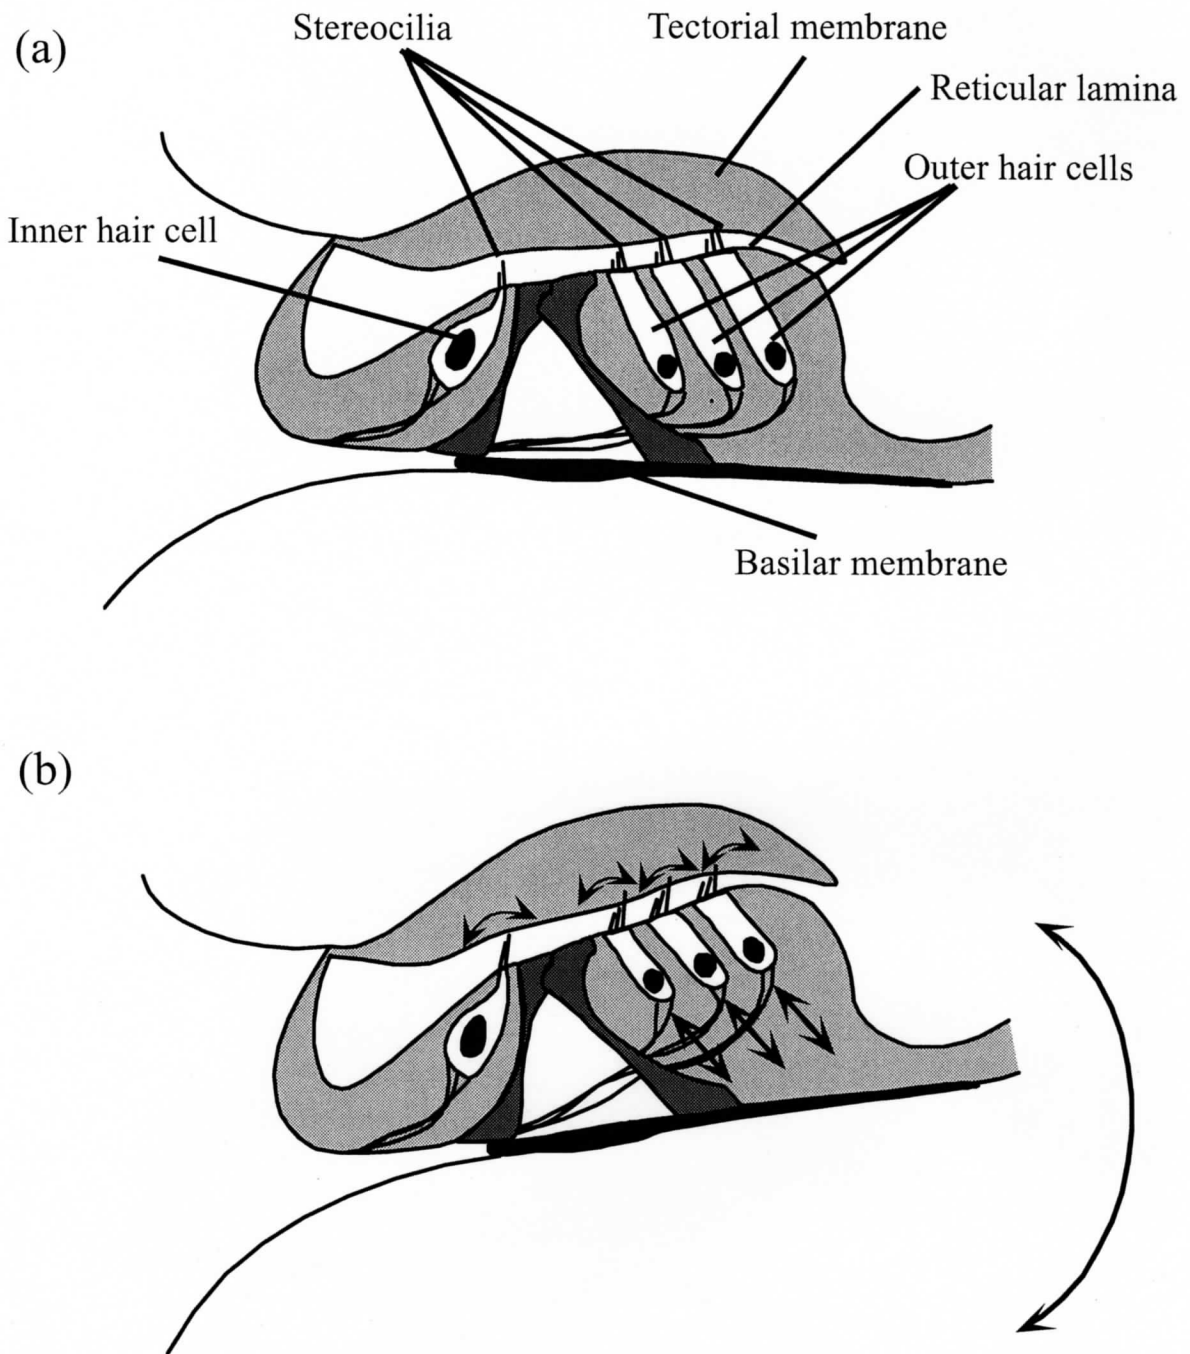 (a)
Stereocilia
Tectorial membrane
Reticular lamina
Outer hair cells
Inner hair cell
Basilar membrane
(b)